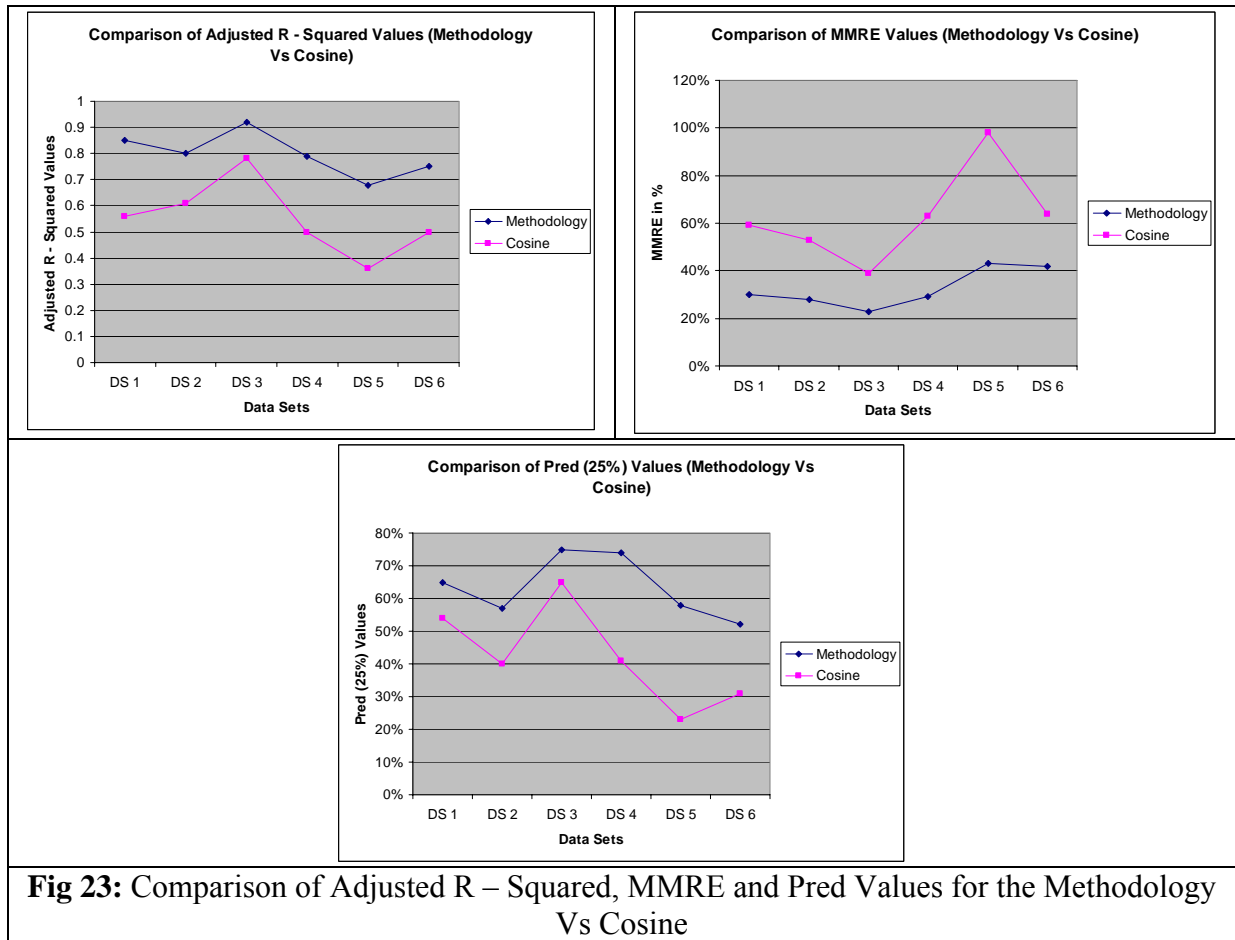 Comparison of Adjusted R - Squared Values (Methodology
Vs Cosine)
1
0.9
0.8
0.7
0.6
0.5
0.4
0.3
0.2
0.1
0
Adjusted R - Squared Values
DS 1 DS 2 DS 3 DS 4 DS 5 DS 6
Data Sets
Methodology
Cosine
Comparison of MMRE Values (Methodology Vs Cosine)
120%
100%
80%
60%
40%
20%
0%
MMRE in %
DS 1 DS 2 DS 3 DS 4 DS 5 DS 6
Data Sets
Methodology
Cosine
Comparison of Pred (25%) Values (Methodology Vs
Cosine)
80%
70%
60%
50%
40%
30%
20%
10%
0%
Pred (25%) Values
DS 1 DS 2 DS 3 DS 4 DS 5 DS 6
Data Sets
Methodology
Cosine
Fig 23: Comparison of Adjusted R – Squared, MMRE and Pred Values for the Methodology
Vs Cosine